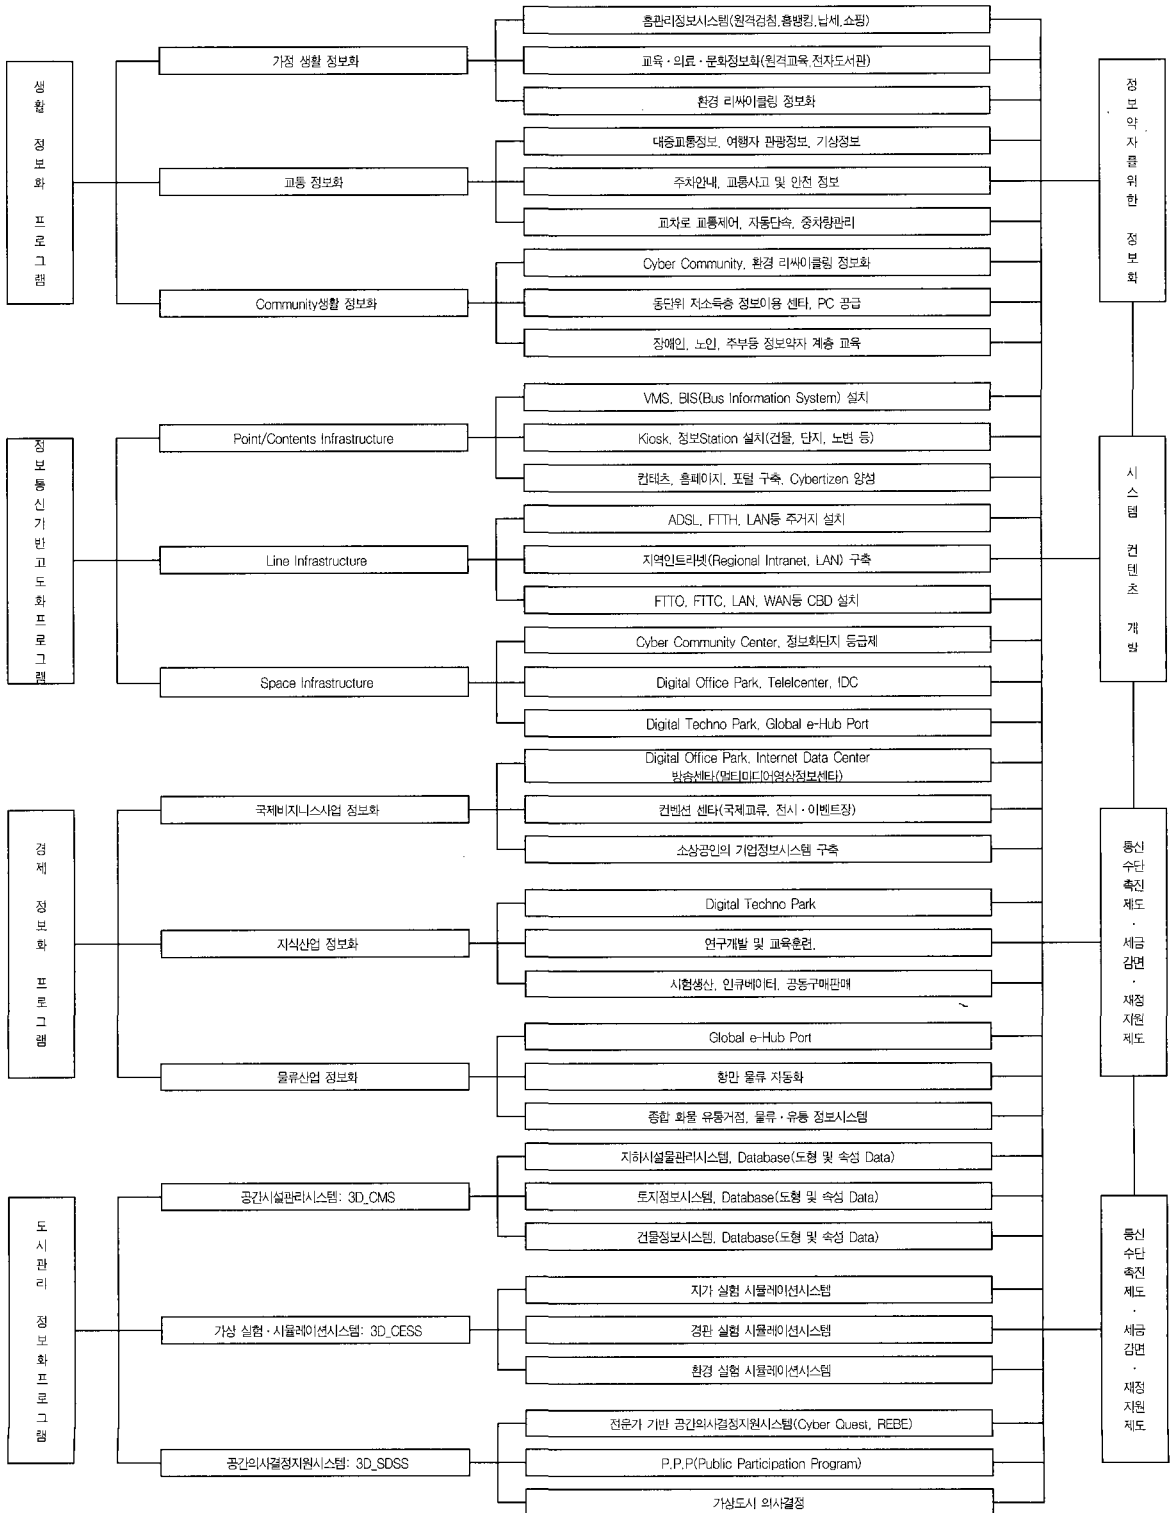 생활 정보화 프로그램
가정 생활 정보화
홈관리정보시스템(원격검침,홈뱅킹,납세,쇼핑)
교육·의료·문화정보화(원격교육,전자도서관)
환경 리싸이클링 정보화
교통 정보화
대중교통정보, 여행자 관광정보, 기상정보
주차안내, 교통사고 및 안전 정보
교차로 교통제어, 자동단속, 중차량관리
Community생활 정보화
Cyber Community, 환경 리싸이클링 정보화
동단위 저소득층 정보이용 센타, PC 공급
장애인, 노인, 주부등 정보약자 계층 교육
정보통신기반고도화프로그램
Point/Contents Infrastructure
VMS, BIS(Bus Information System) 설치
Kiosk, 정보Station 설치(건물, 단지, 노변 등)
컨테츠, 홈페이지, 포털 구축, Cybertizen 양성
Line Infrastructure
ADSL, FTTH, LAN등 주거지 설치
지역인트라넷(Regional Intranet, LAN) 구축
FTTO, FTTC, LAN, WAN등 CBD 설치
Space Infrastructure
Cyber Community Center, 정보화단지 등급제
Digital Office Park, Telelcenter, IDC
Digital Techno Park, Global e-Hub Port
경제 정보화 프로그램
국제비지니스사업 정보화
Digital Office Park, Internet Data Center
방송센타(멀티미디어영상정보센타)
컨벤션 센타(국제교류, 전시·이벤트장)
소상공인의 기업정보시스템 구축
지식산업 정보화
Digital Techno Park
연구개발 및 교육훈련,
시험생산, 인큐베이터, 공동구매판매
물류산업 정보화
Global e-Hub Port
항만 물류 자동화
종합 화물 유통거점, 물류·유통 정보시스템
도시관리 정보화프로그램
공간시설관리시스템: 3D_CMS
지하시설물관리시스템, Database(도형 및 속성 Data)
토지정보시스템, Database(도형 및 속성 Data)
건물정보시스템, Database(도형 및 속성 Data)
가상 실험·시뮬레이션시스템: 3D_CESS
지가 실험 시뮬레이션시스템
경관 실험 시뮬레이션시스템
환경 실험 시뮬레이션시스템
공간의사결정지원시스템: 3D_SDSS
전문가 기반 공간의사결정지원시스템(Cyber Quest, REBE)
P.P.P(Public Participation Program)
가상도시 의사결정
정보약자를위한 정보화
시스템 컨텐츠 개발
통신
수단
촉진
제도
·
세금
감면
·
재정
지원
제도
통신
수단
촉진
제도
·
세금
감면
·
재정
지원
제도